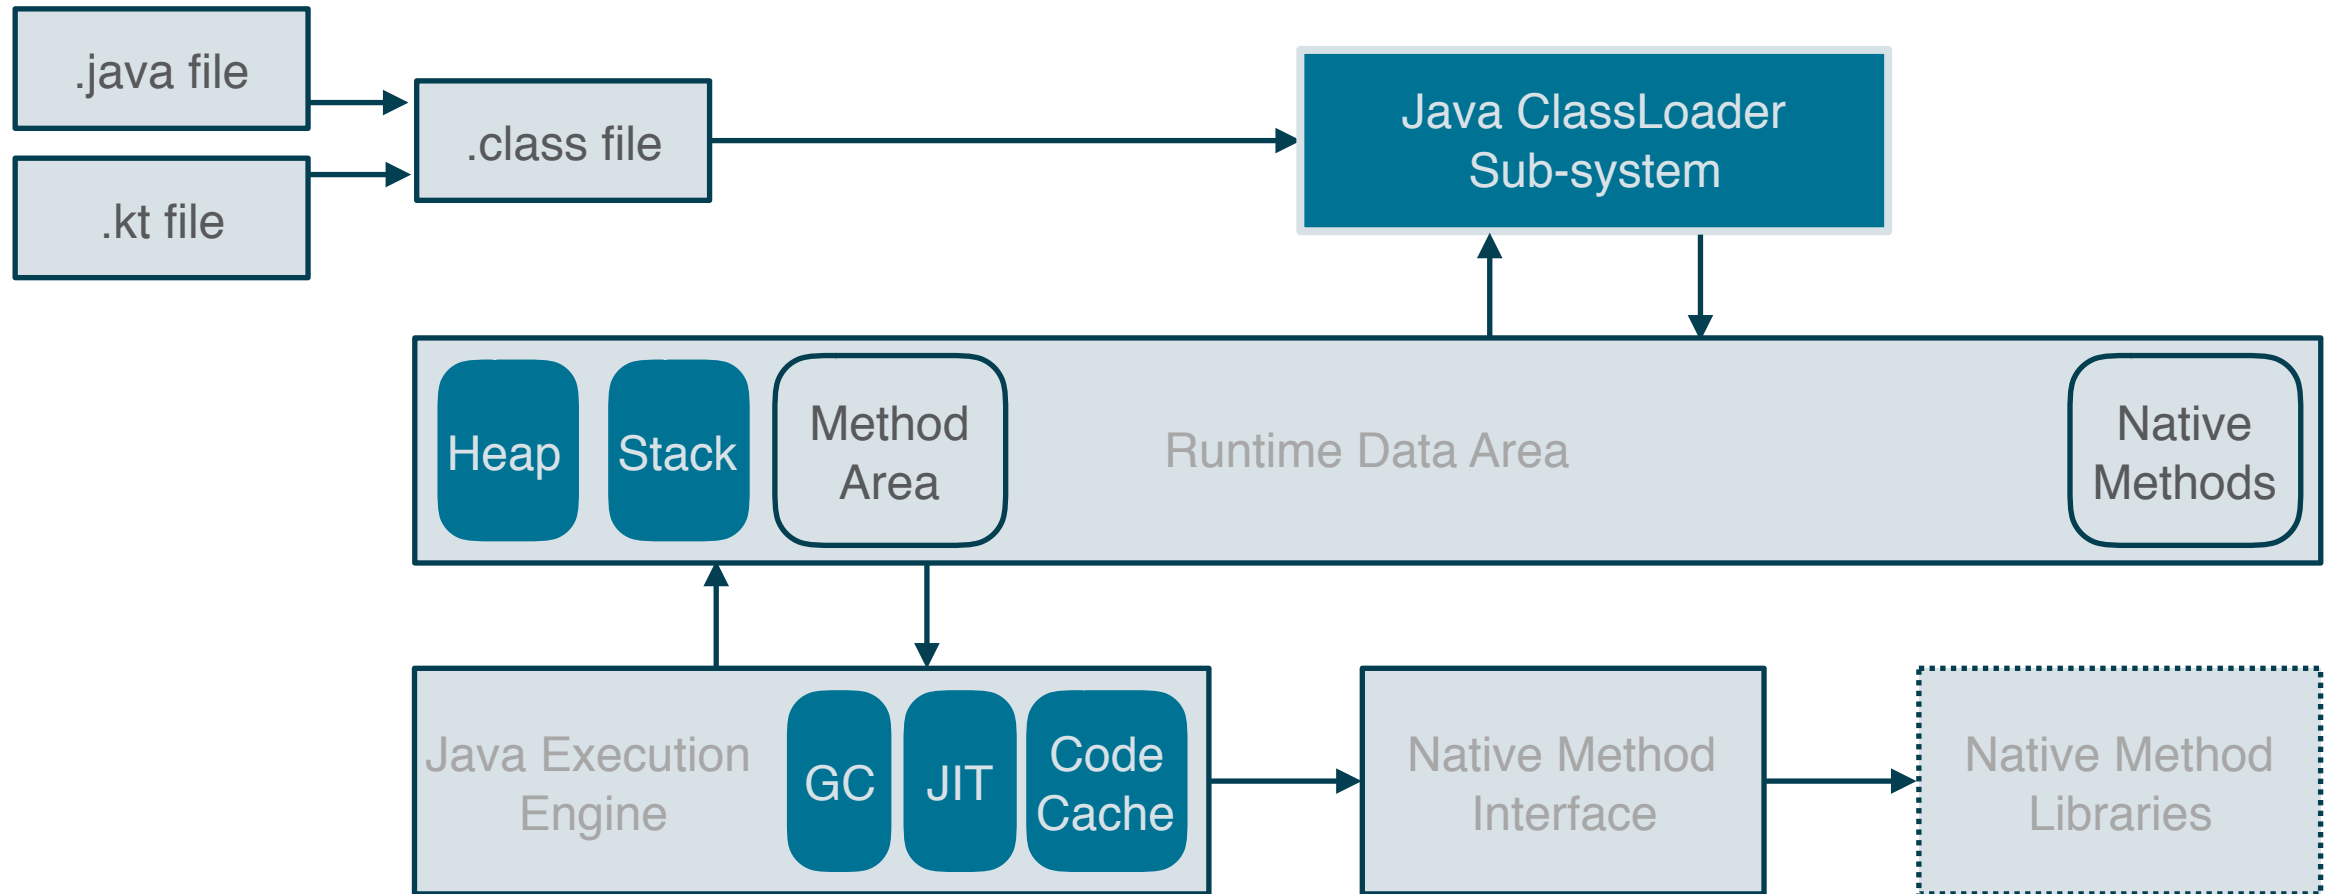 .java file
.kt file
.class file
Java ClassLoader
Sub-system
Heap
Stack
Method
Area
Runtime Data Area
Native
Methods
Java Execution
Engine
GC
JIT
Code
Cache
Native Method
Interface
Native Method
Libraries